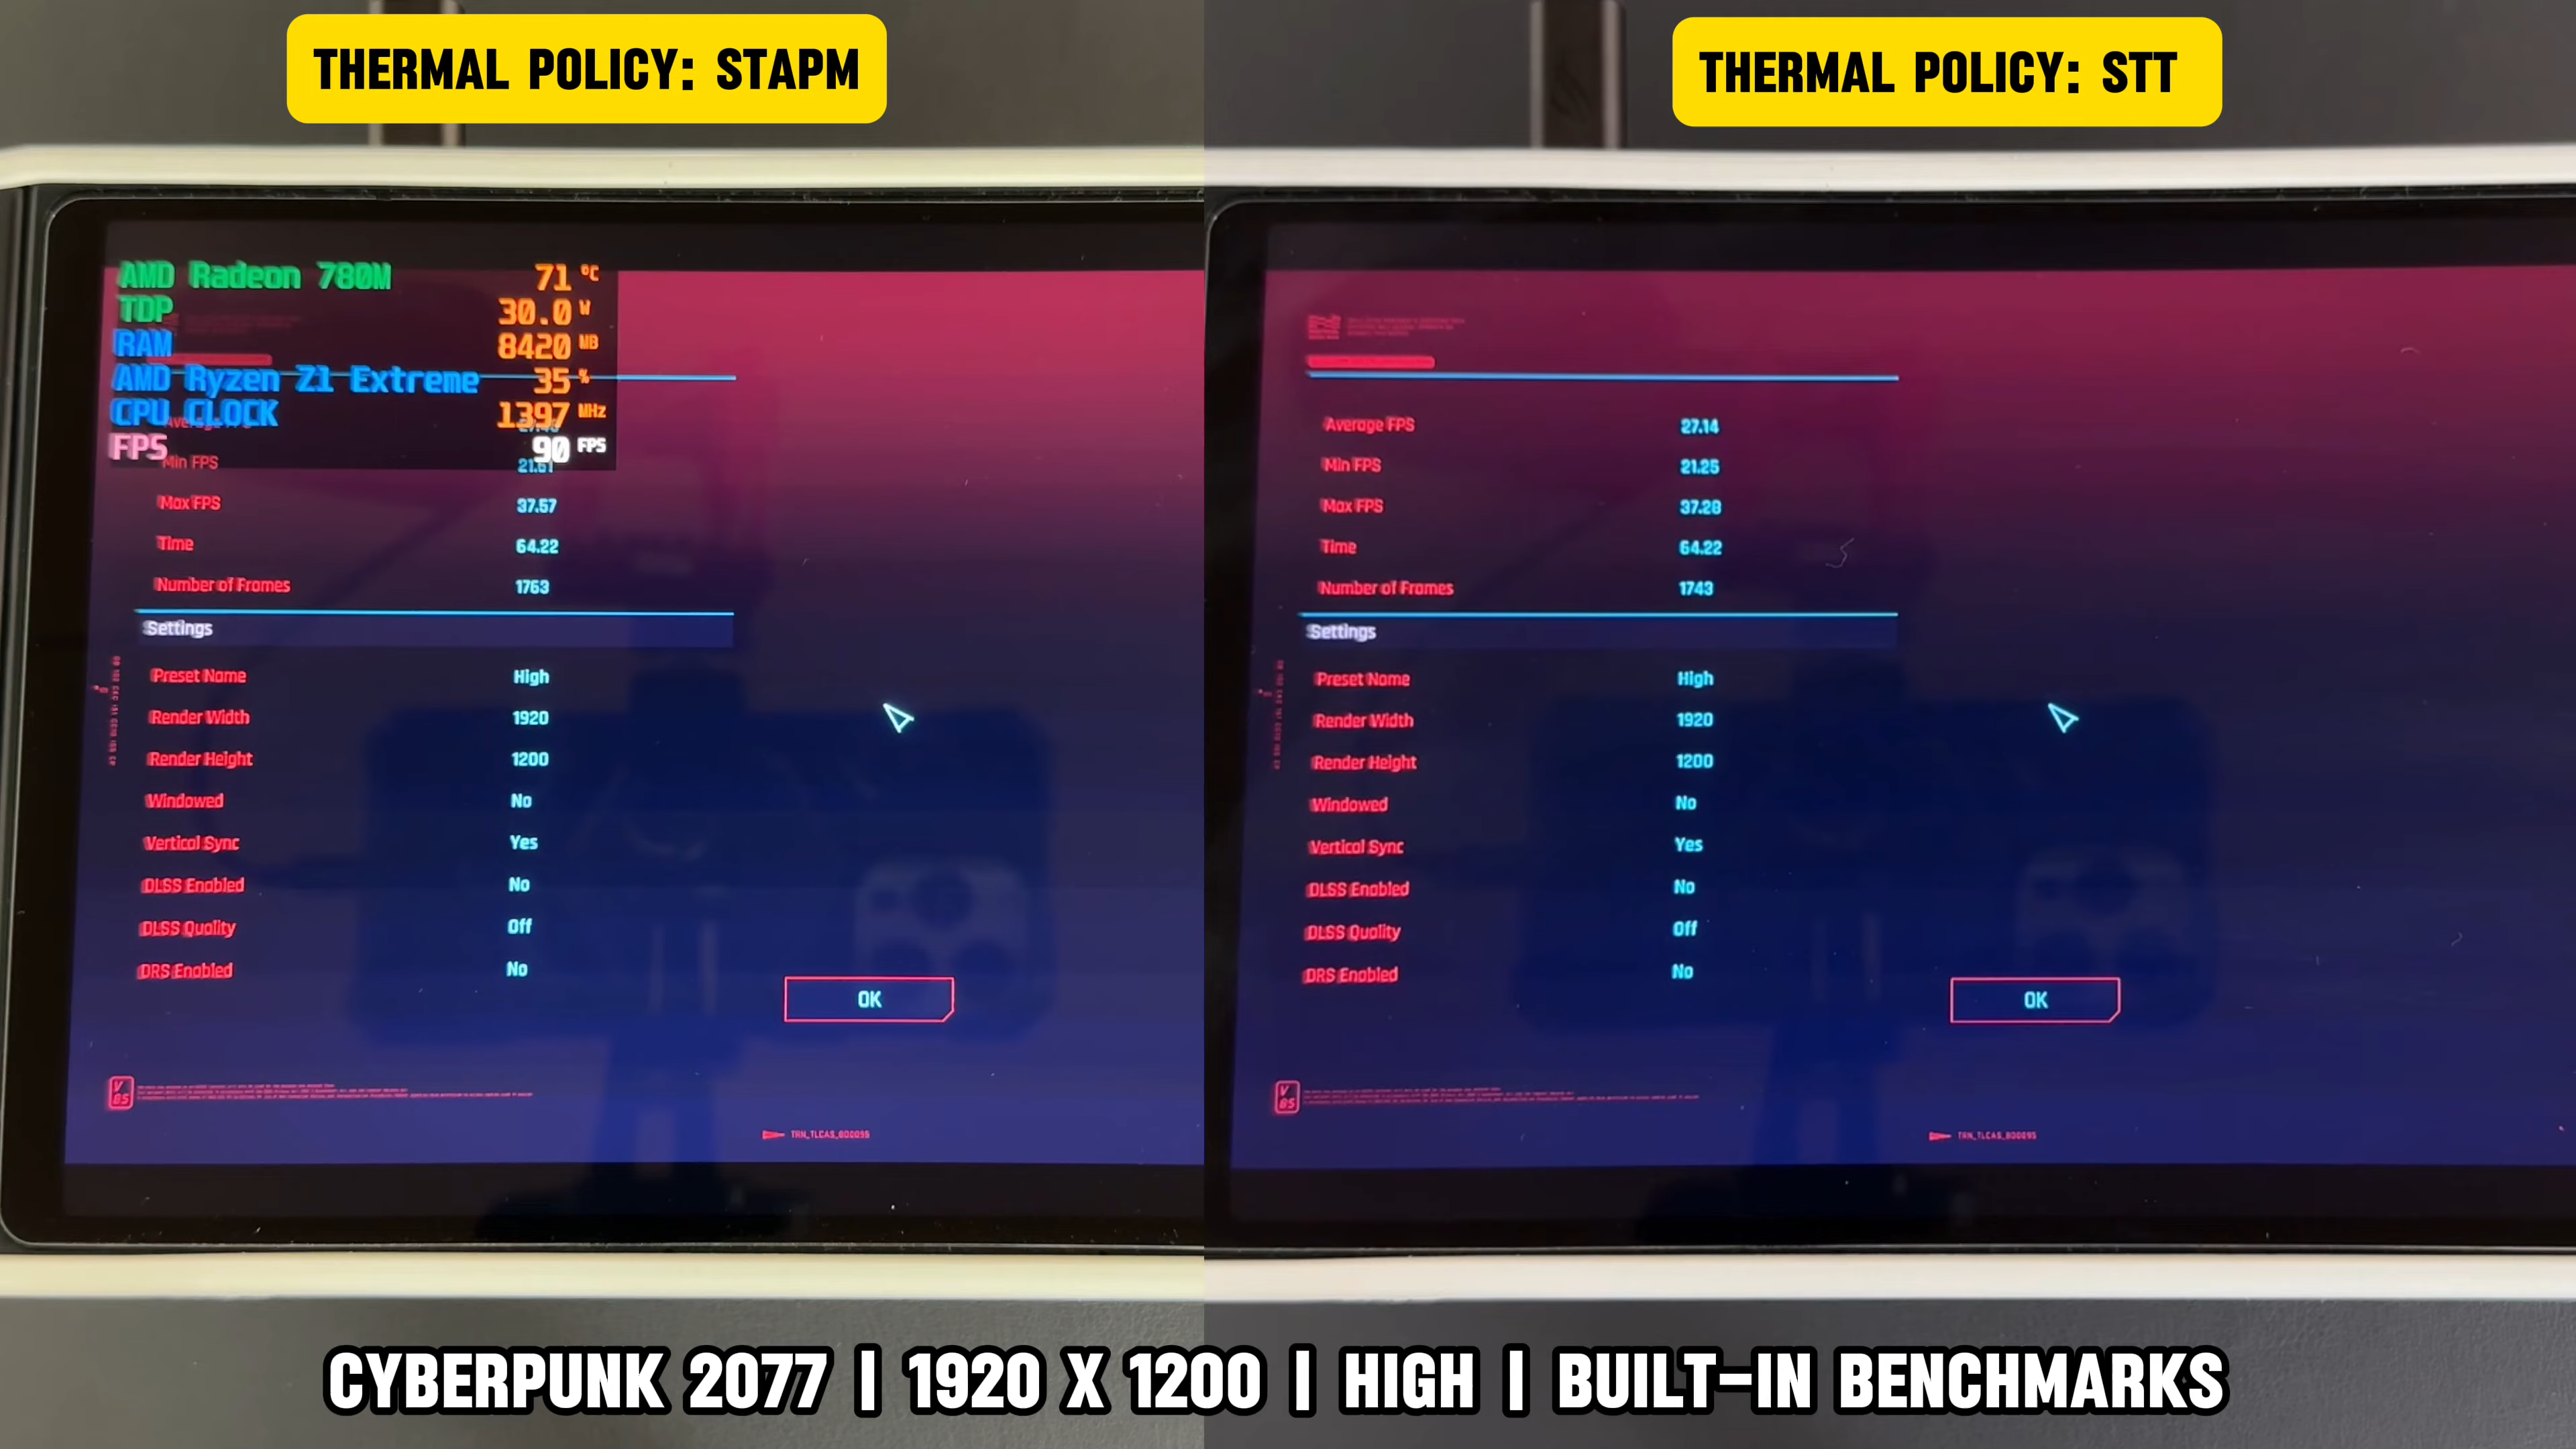 THERMAL POLICY: STAPM
AMD Radeon 780M 71 °C
TDP 30.0 W
RAM 8420 MB
AMD Ryzen Z1 Extreme 35 %
CPU CLOCK 1397 MHz
FPS 90 FPS
Min FPS 21.61
Max FPS 37.57
Time 64.22
Number of Frames 1763
Settings
Preset Name High
Render Width 1920
Render Height 1200
Windowed No
Vertical Sync Yes
DLSS Enabled No
DLSS Quality Off
DRS Enabled No
OK
V
85
THERMAL POLICY: STT
Average FPS 27.14
Min FPS 21.25
Max FPS 37.28
Time 64.22
Number of Frames 1743
Settings
Preset Name High
Render Width 1920
Render Height 1200
Windowed No
Vertical Sync Yes
DLSS Enabled No
DLSS Quality Off
DRS Enabled No
OK
V
85
CYBERPUNK 2077 | 1920 X 1200 | HIGH | BUILT-IN BENCHMARKS